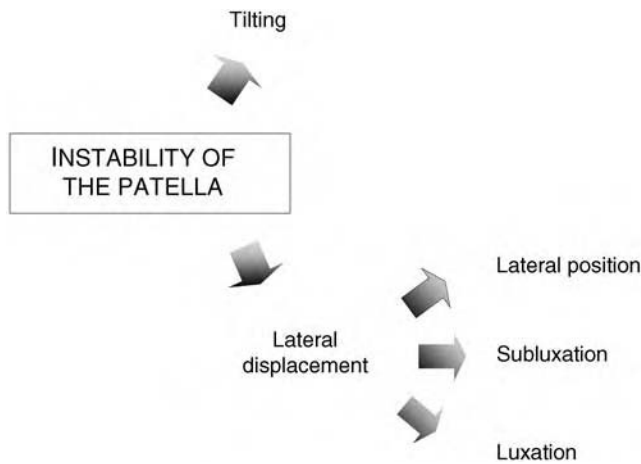 Tilting
INSTABILITY OF
THE PATELLA
Lateral position
Lateral
displacement
Subluxation
Luxation